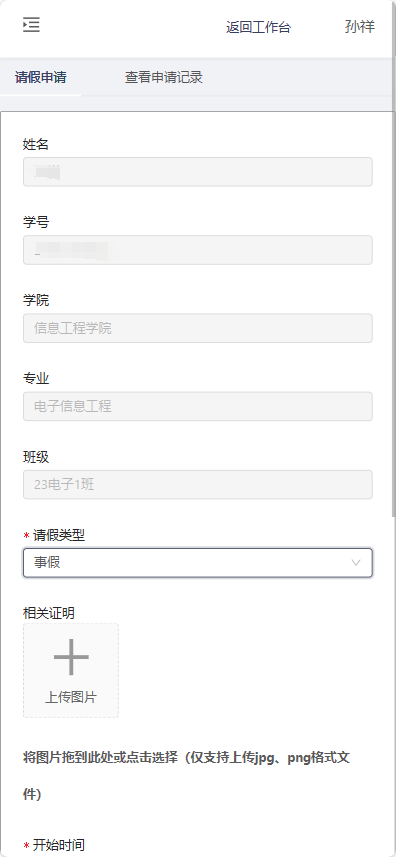 返回工作台
孙祥
请假申请
查看申请记录
姓名
学号
学院
信息工程学院
专业
电子信息工程
班级
23电子1班
* 请假类型
事假
相关证明
上传图片
将图片拖到此处或点击选择（仅支持上传jpg、png格式文
件）
* 开始时间